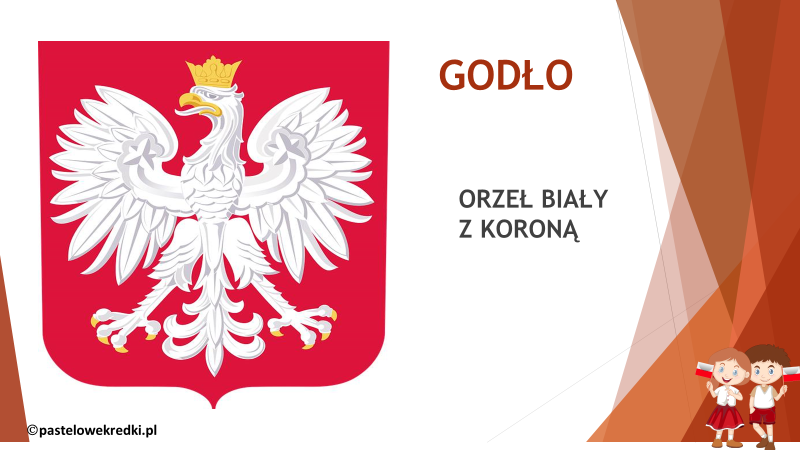 GODŁO
ORZEŁ BIAŁY
Z KORONĄ
©pastelowekredki.pl